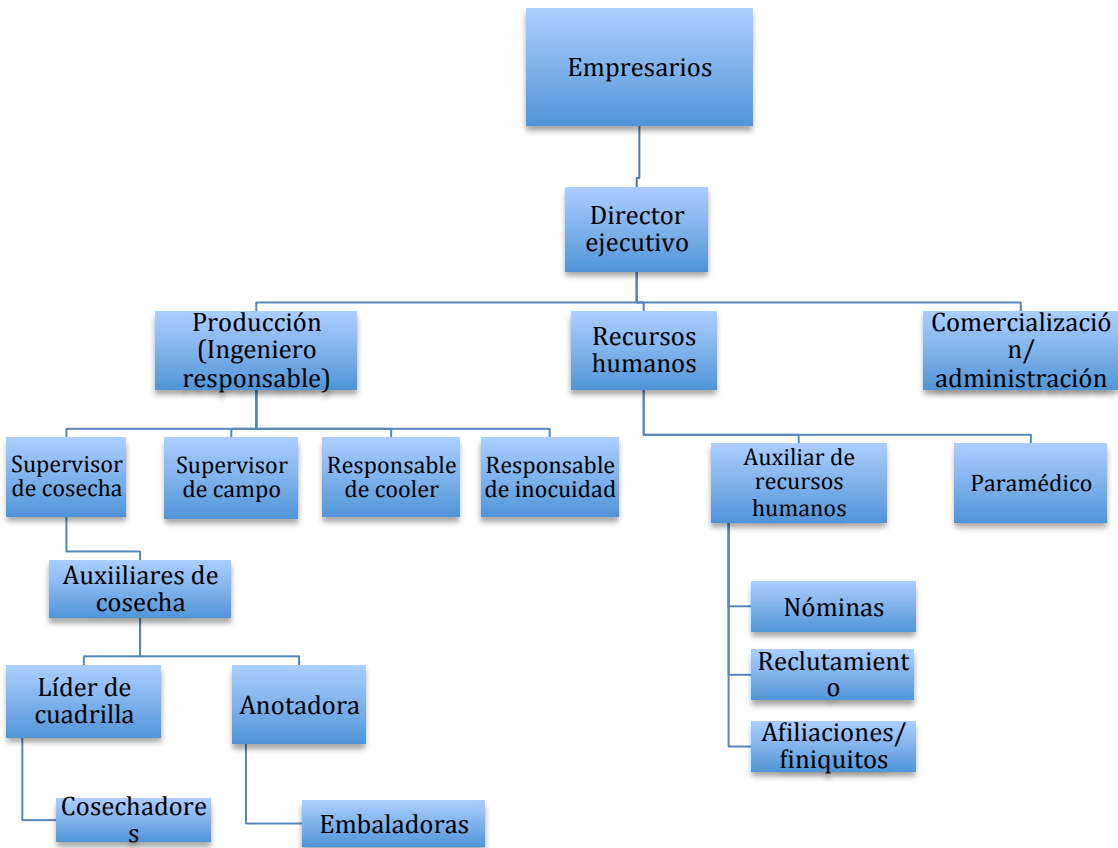 Empresarios
Director
ejecutivo
Producción
(Ingeniero
responsable)
Recursos
humanos
Comercializació
n/
administración
Supervisor
de cosecha
Supervisor
de campo
Responsable
de cooler
Responsable
de inocuidad
Auxiliar de
recursos
humanos
Paramédico
Auxiiliares de
cosecha
Nóminas
Reclutamient
o
Afiliaciones/
finiquitos
Líder de
cuadrilla
Anotadora
Cosechadore
s
Embaladoras